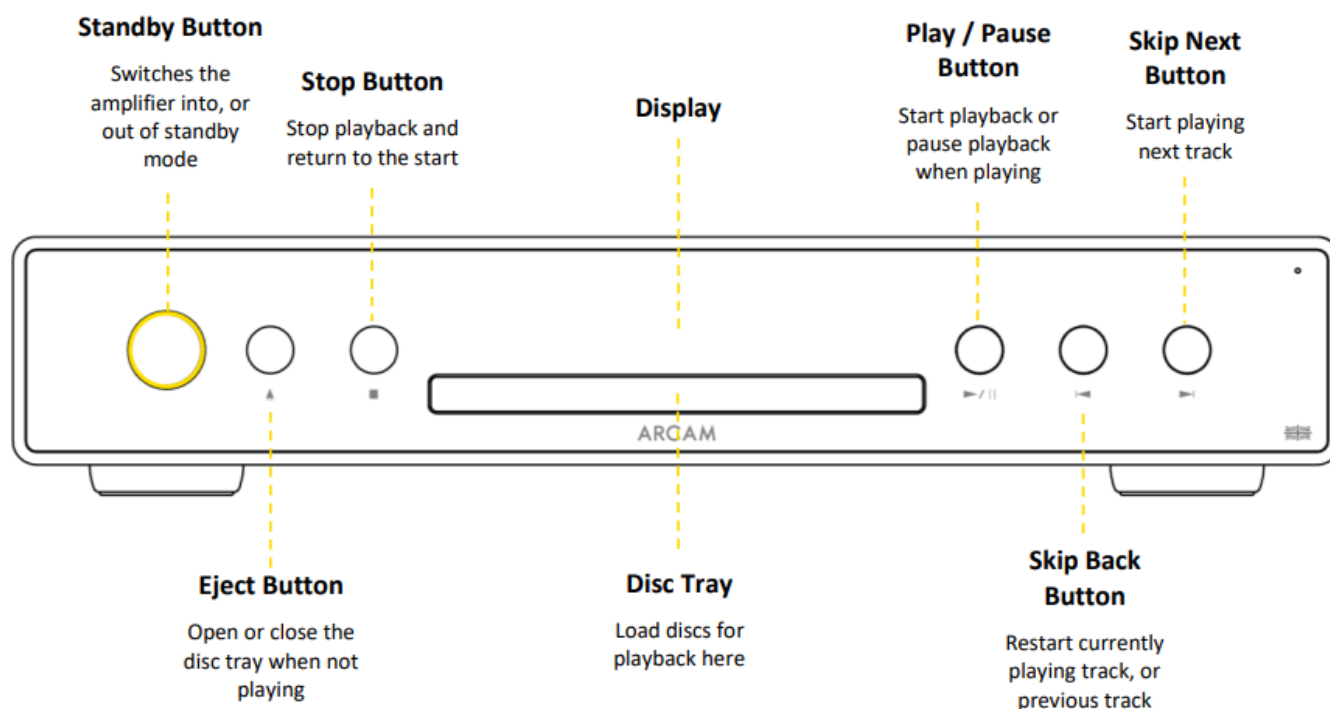 Standby Button
Switches the
amplifier into, or
out of standby
mode
Stop Button
Stop playback and
return to the start
Display
Play / Pause
Button
Start playback or
pause playback
when playing
Skip Next
Button
Start playing
next track
ARCAM
Eject Button
Open or close the
disc tray when not
playing
Disc Tray
Load discs for
playback here
Skip Back
Button
Restart currently
playing track, or
previous track